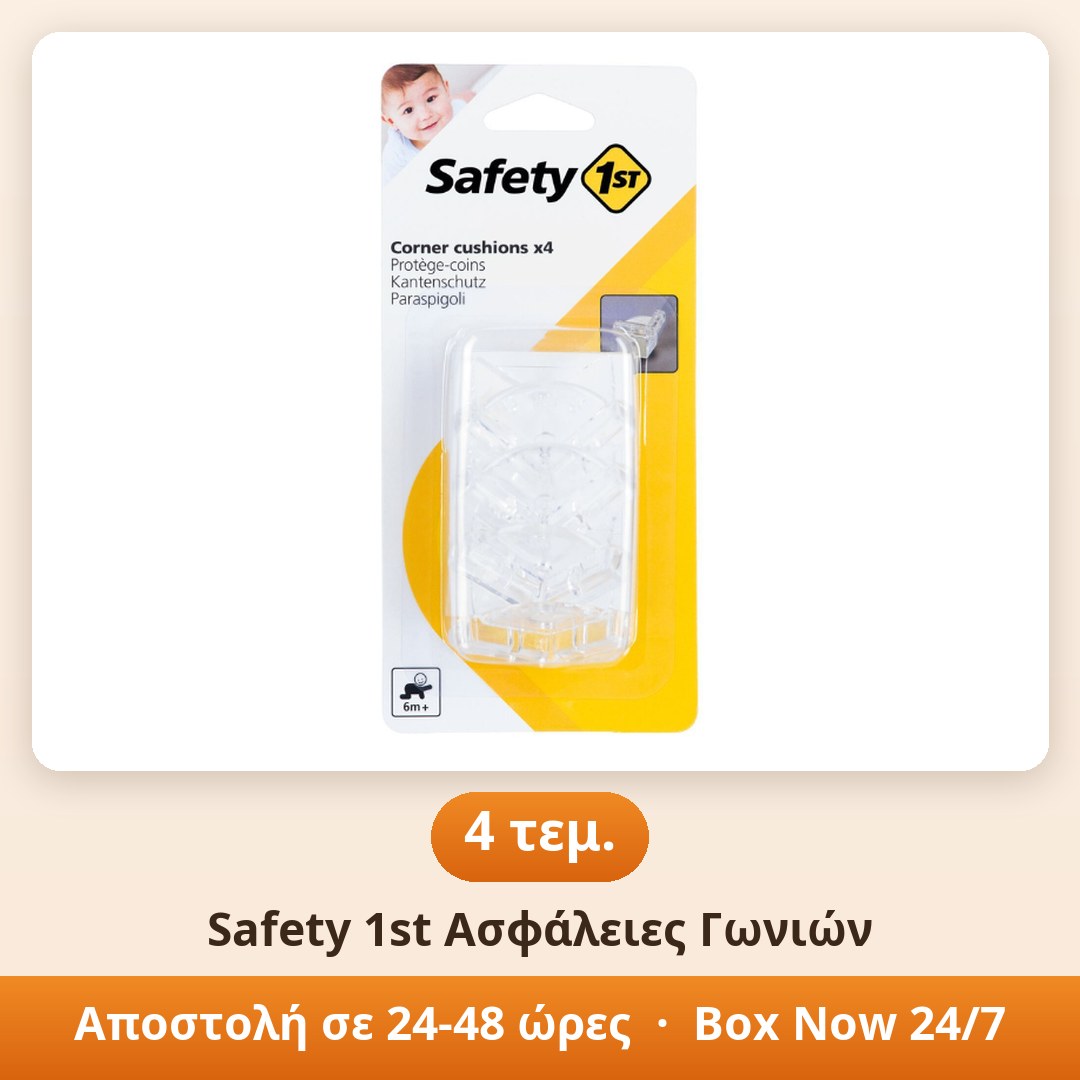 Safety 1ST
Corner cushions x4
Protège-coins
Kantenschutz
Paraspigoli
6m+
4 τεμ.
Safety 1st Ασφάλειες Γωνιών
Αποστολή σε 24-48 ώρες · Box Now 24/7